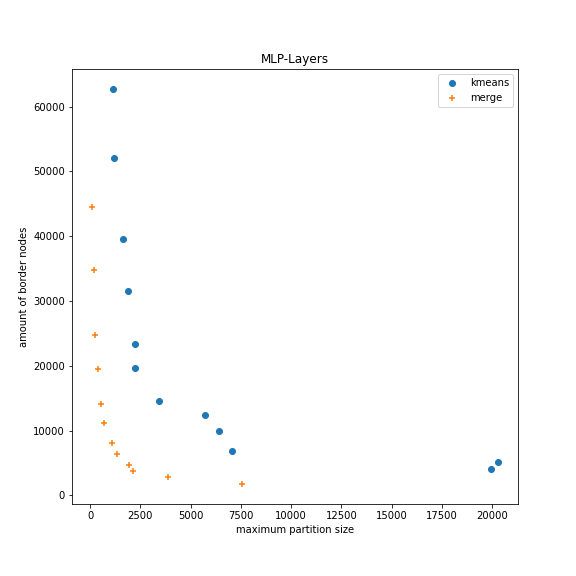 MLP-Layers
kmeans
merge
60000
50000
40000
30000
20000
10000
0
amount of border nodes
0 2500 5000 7500 10000 12500 15000 17500 20000
maximum partition size